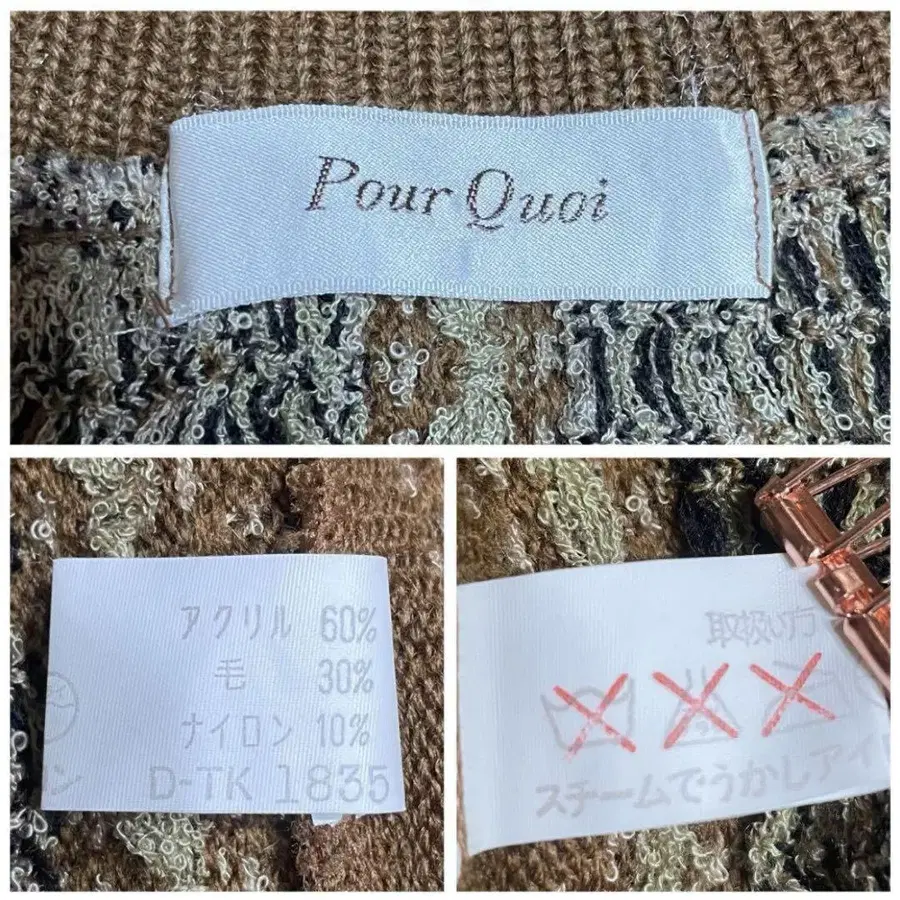 Pour Quoi
アクリル 60%
毛 30%
ナイロン 10%
D-TK 1835
取扱い方
スチームでうかしアイ